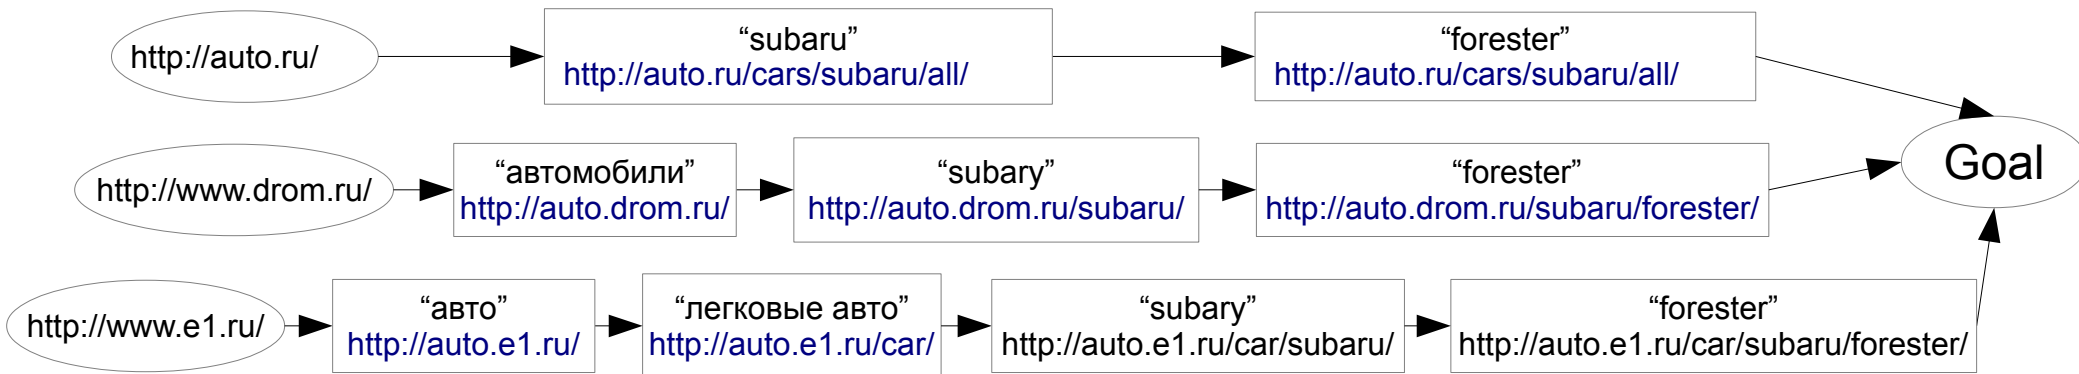 http://auto.ru/
“subaru”
http://auto.ru/cars/subaru/all/
“forester”
http://auto.ru/cars/subaru/all/
Goal
http://www.drom.ru/
“автомобили”
http://auto.drom.ru/
“subary”
http://auto.drom.ru/subaru/
“forester”
http://auto.drom.ru/subaru/forester/
http://www.e1.ru/
“авто”
http://auto.e1.ru/
“легковые авто”
http://auto.e1.ru/car/
“subary”
http://auto.e1.ru/car/subaru/
“forester”
http://auto.e1.ru/car/subaru/forester/